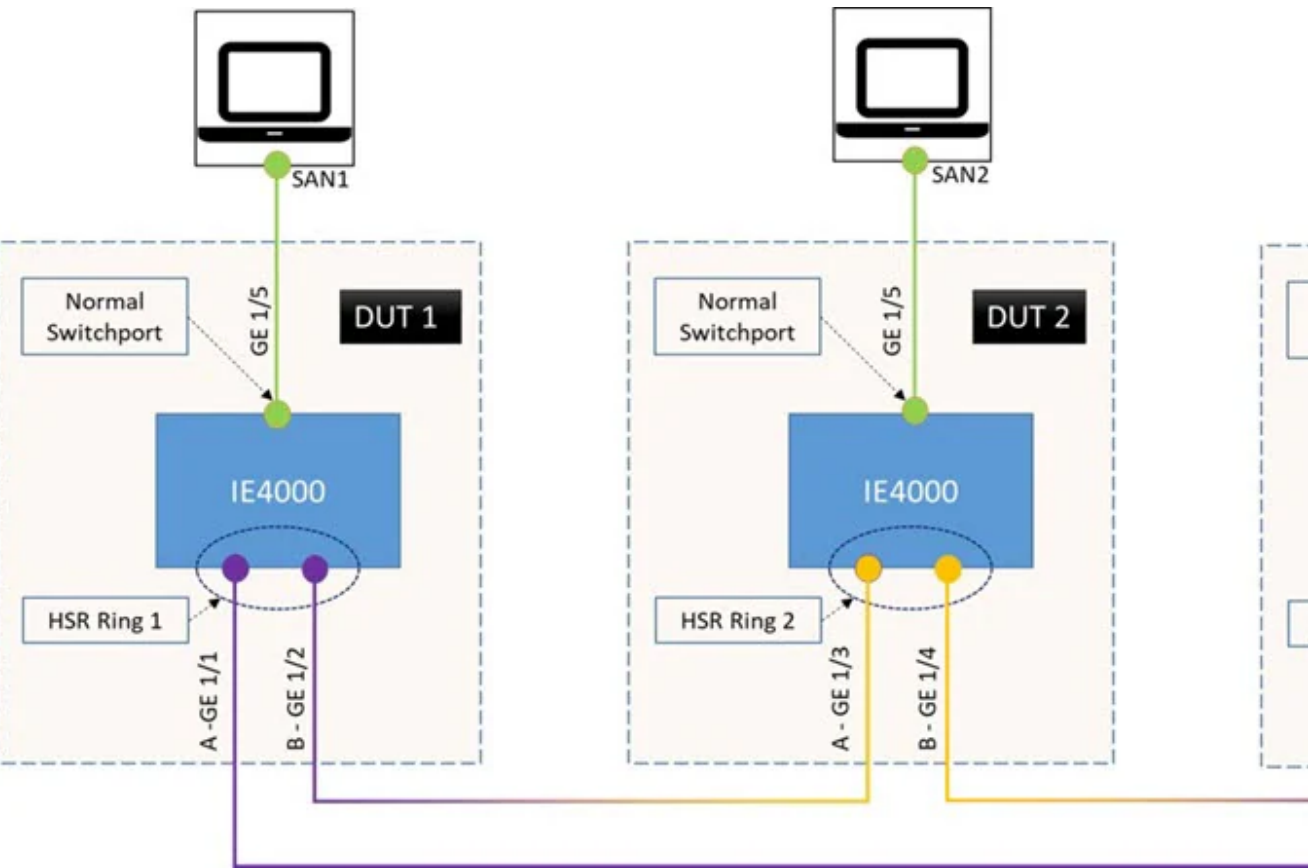 SAN1
SAN2
Normal
Switchport
GE 1/5
DUT 1
Normal
Switchport
GE 1/5
DUT 2
IE4000
IE4000
HSR Ring 1
A -GE 1/1
B - GE 1/2
HSR Ring 2
A - GE 1/3
B - GE 1/4